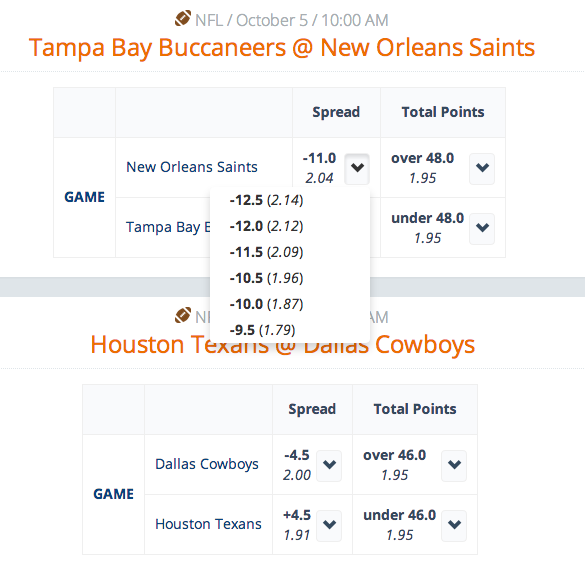 NFL / October 5 / 10:00 AM
Tampa Bay Buccaneers @ New Orleans Saints
Spread Total Points
GAME
New Orleans Saints -11.0 over 48.0
2.04 1.95
Tampa Bay under 48.0
1.95
-12.5 (2.14)
-12.0 (2.12)
-11.5 (2.09)
-10.5 (1.96)
-10.0 (1.87)
-9.5 (1.79)
AM
Houston Texans @ Dallas Cowboys
Spread Total Points
GAME
Dallas Cowboys -4.5 over 46.0
2.00 1.95
Houston Texans +4.5 under 46.0
1.91 1.95